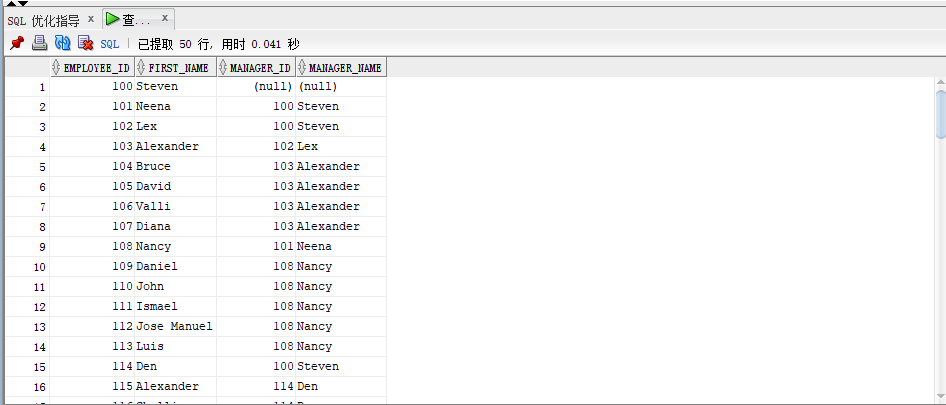 SQL 优化指导 x 查... x
SQL | 已提取 50 行, 用时 0.041 秒
EMPLOYEE_ID FIRST_NAME MANAGER_ID MANAGER_NAME
1 100 Steven (null) (null)
2 101 Neena 100 Steven
3 102 Lex 100 Steven
4 103 Alexander 102 Lex
5 104 Bruce 103 Alexander
6 105 David 103 Alexander
7 106 Valli 103 Alexander
8 107 Diana 103 Alexander
9 108 Nancy 101 Neena
10 109 Daniel 108 Nancy
11 110 John 108 Nancy
12 111 Ismael 108 Nancy
13 112 Jose Manuel 108 Nancy
14 113 Luis 108 Nancy
15 114 Den 100 Steven
16 115 Alexander 114 Den